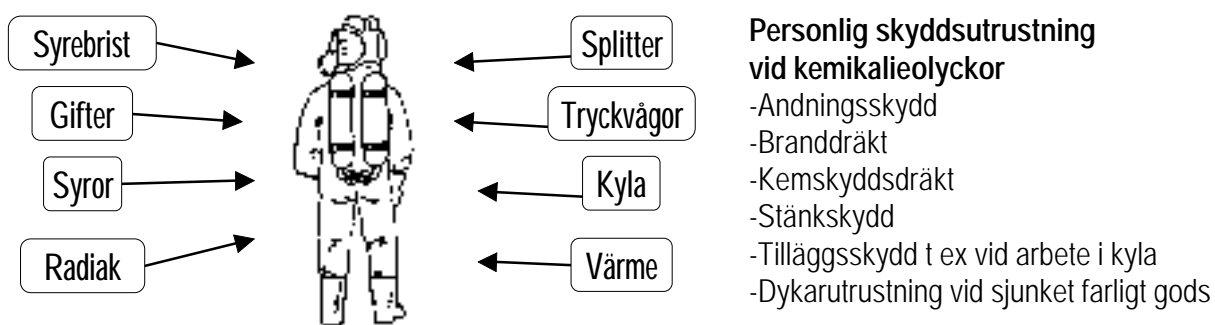 Syrebrist
Gifter
Syror
Radiak
Splitter
Tryckvågor
Kyla
Värme
Personlig skyddsutrustning
vid kemikalieolyckor
-Andningsskydd
-Branddräkt
-Kemskyddsdräkt
-Stänkskydd
-Tilläggsskydd t ex vid arbete i kyla
-Dykarutrustning vid sjunket farligt gods